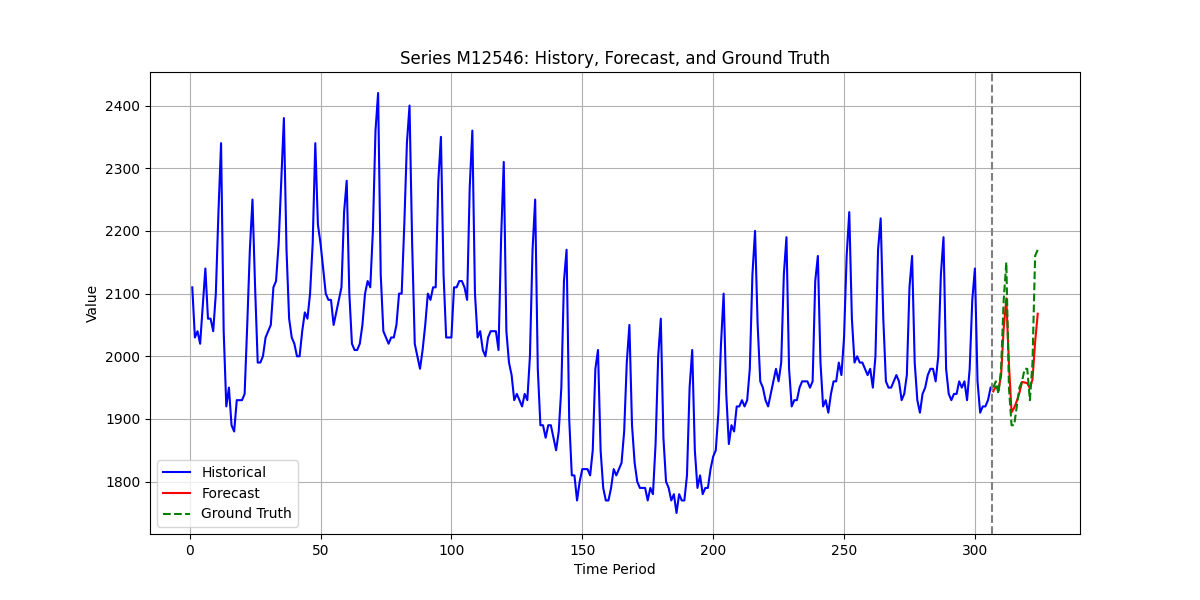 Series M12546: History, Forecast, and Ground Truth
Value
2400
2300
2200
2100
2000
1900
1800
Historical
Forecast
Ground Truth
0 50 100 150 200 250 300
Time Period